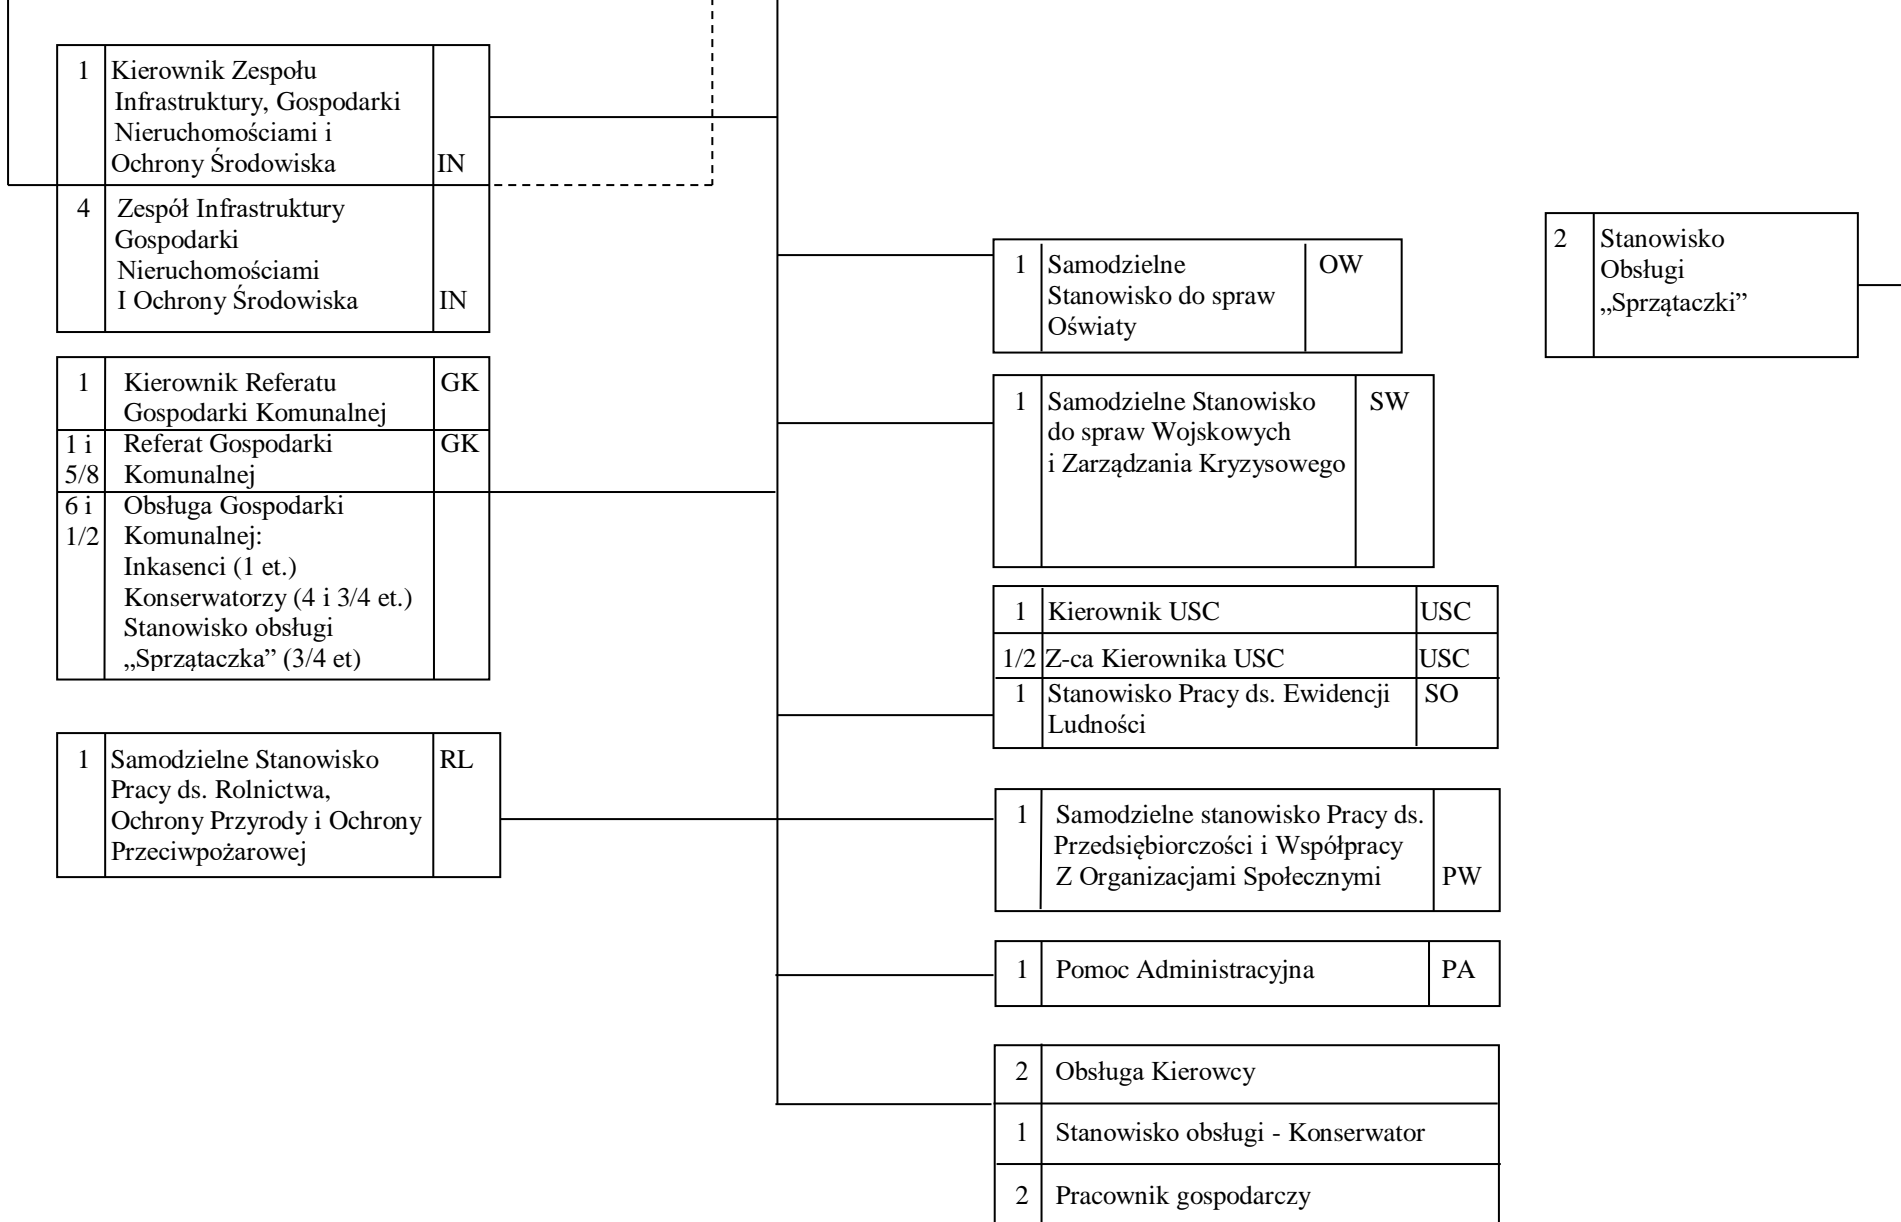 1 Kierownik Zespołu
Infrastruktury, Gospodarki
Nieruchomościami i
Ochrony Środowiska IN
4 Zespół Infrastruktury
Gospodarki
Nieruchomościami
I Ochrony Środowiska IN
1 Kierownik Referatu GK
Gospodarki Komunalnej
1 i Referat Gospodarki GK
5/8 Komunalnej
6 i Obsługa Gospodarki
1/2 Komunalnej:
Inkasenci (1 et.)
Konserwatorzy (4 i 3/4 et.)
Stanowisko obsługi
„Sprzątaczka” (3/4 et)
1 Samodzielne Stanowisko RL
Pracy ds. Rolnictwa,
Ochrony Przyrody i Ochrony
Przeciwpożarowej
1 Samodzielne OW
Stanowisko do spraw
Oświaty
1 Samodzielne Stanowisko SW
do spraw Wojskowych
i Zarządzania Kryzysowego
1 Kierownik USC USC
1/2 Z-ca Kierownika USC USC
1 Stanowisko Pracy ds. Ewidencji SO
Ludności
1 Samodzielne stanowisko Pracy ds.
Przedsiębiorczości i Współpracy
Z Organizacjami Społecznymi PW
1 Pomoc Administracyjna PA
2 Obsługa Kierowcy
1 Stanowisko obsługi - Konserwator
2 Pracownik gospodarczy
2 Stanowisko
Obsługi
„Sprzątaczki”